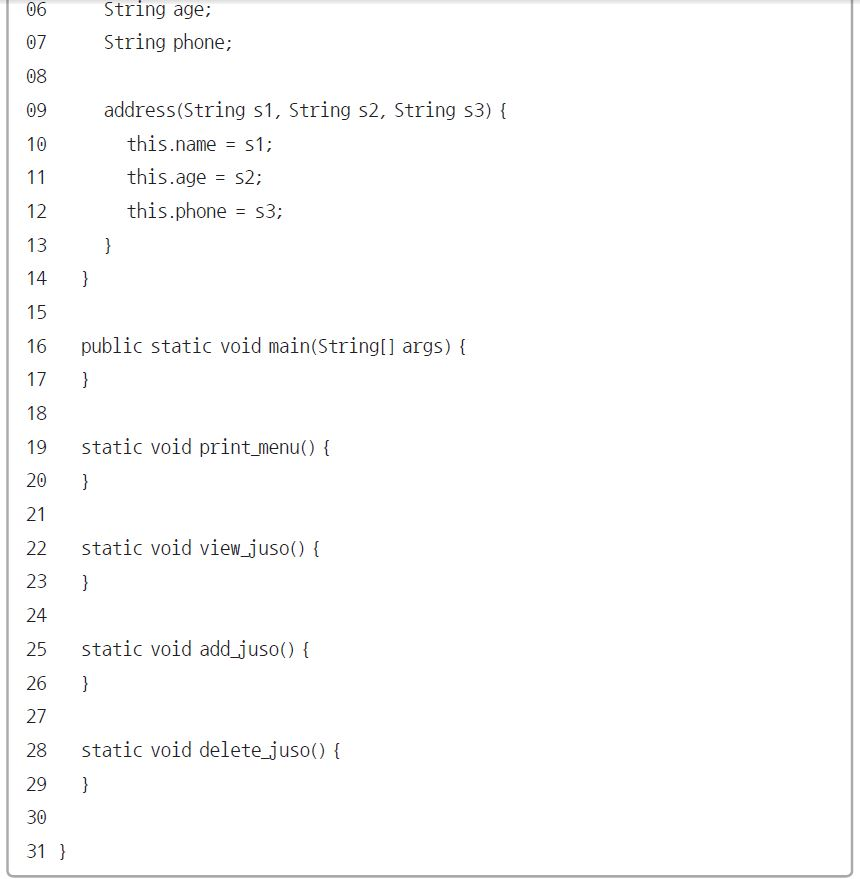 06 String age;
07 String phone;
08
09 address(String s1, String s2, String s3) {
10 this.name = s1;
11 this.age = s2;
12 this.phone = s3;
13 }
14 }
15
16 public static void main(String[] args) {
17 }
18
19 static void print_menu() {
20 }
21
22 static void view_juso() {
23 }
24
25 static void add_juso() {
26 }
27
28 static void delete_juso() {
29 }
30
31 }